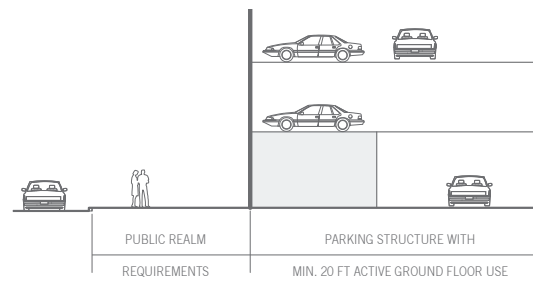 PUBLIC REALM
REQUIREMENTS
PARKING STRUCTURE WITH
MIN. 20 FT ACTIVE GROUND FLOOR USE